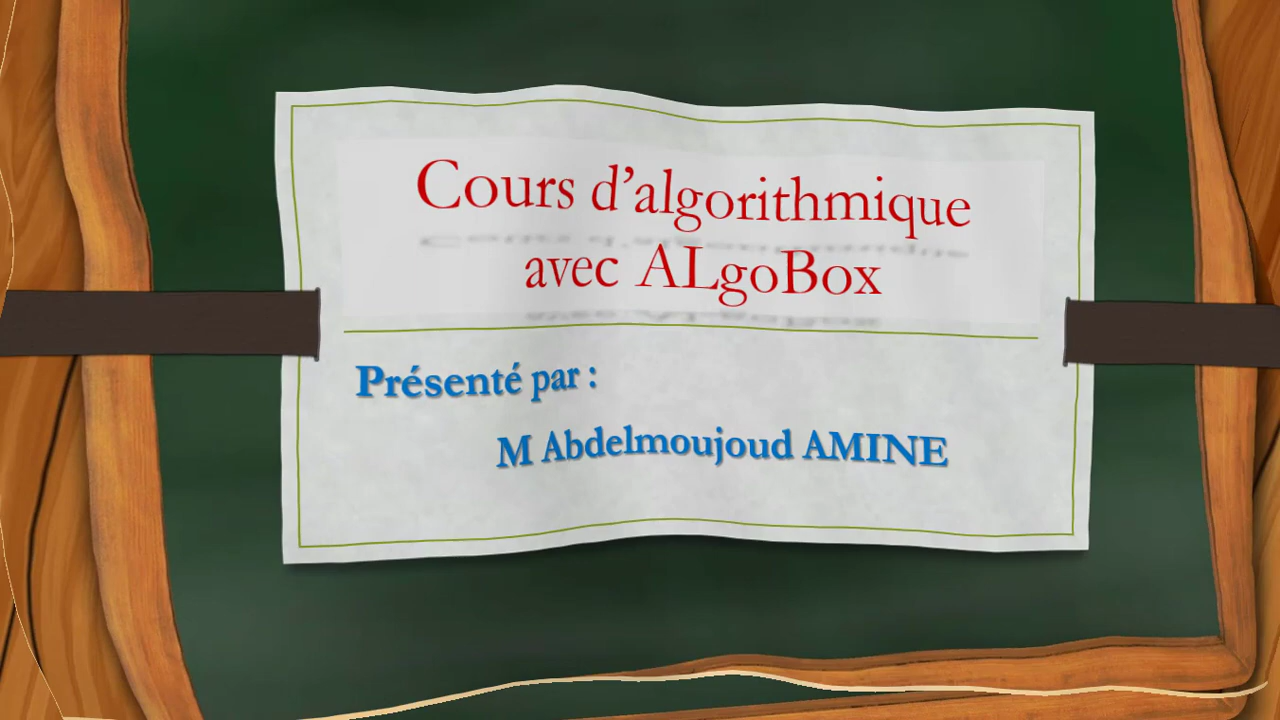 Cours d’algorithmique
avec ALgoBox
Présenté par :
M Abdelmoujoud AMINE